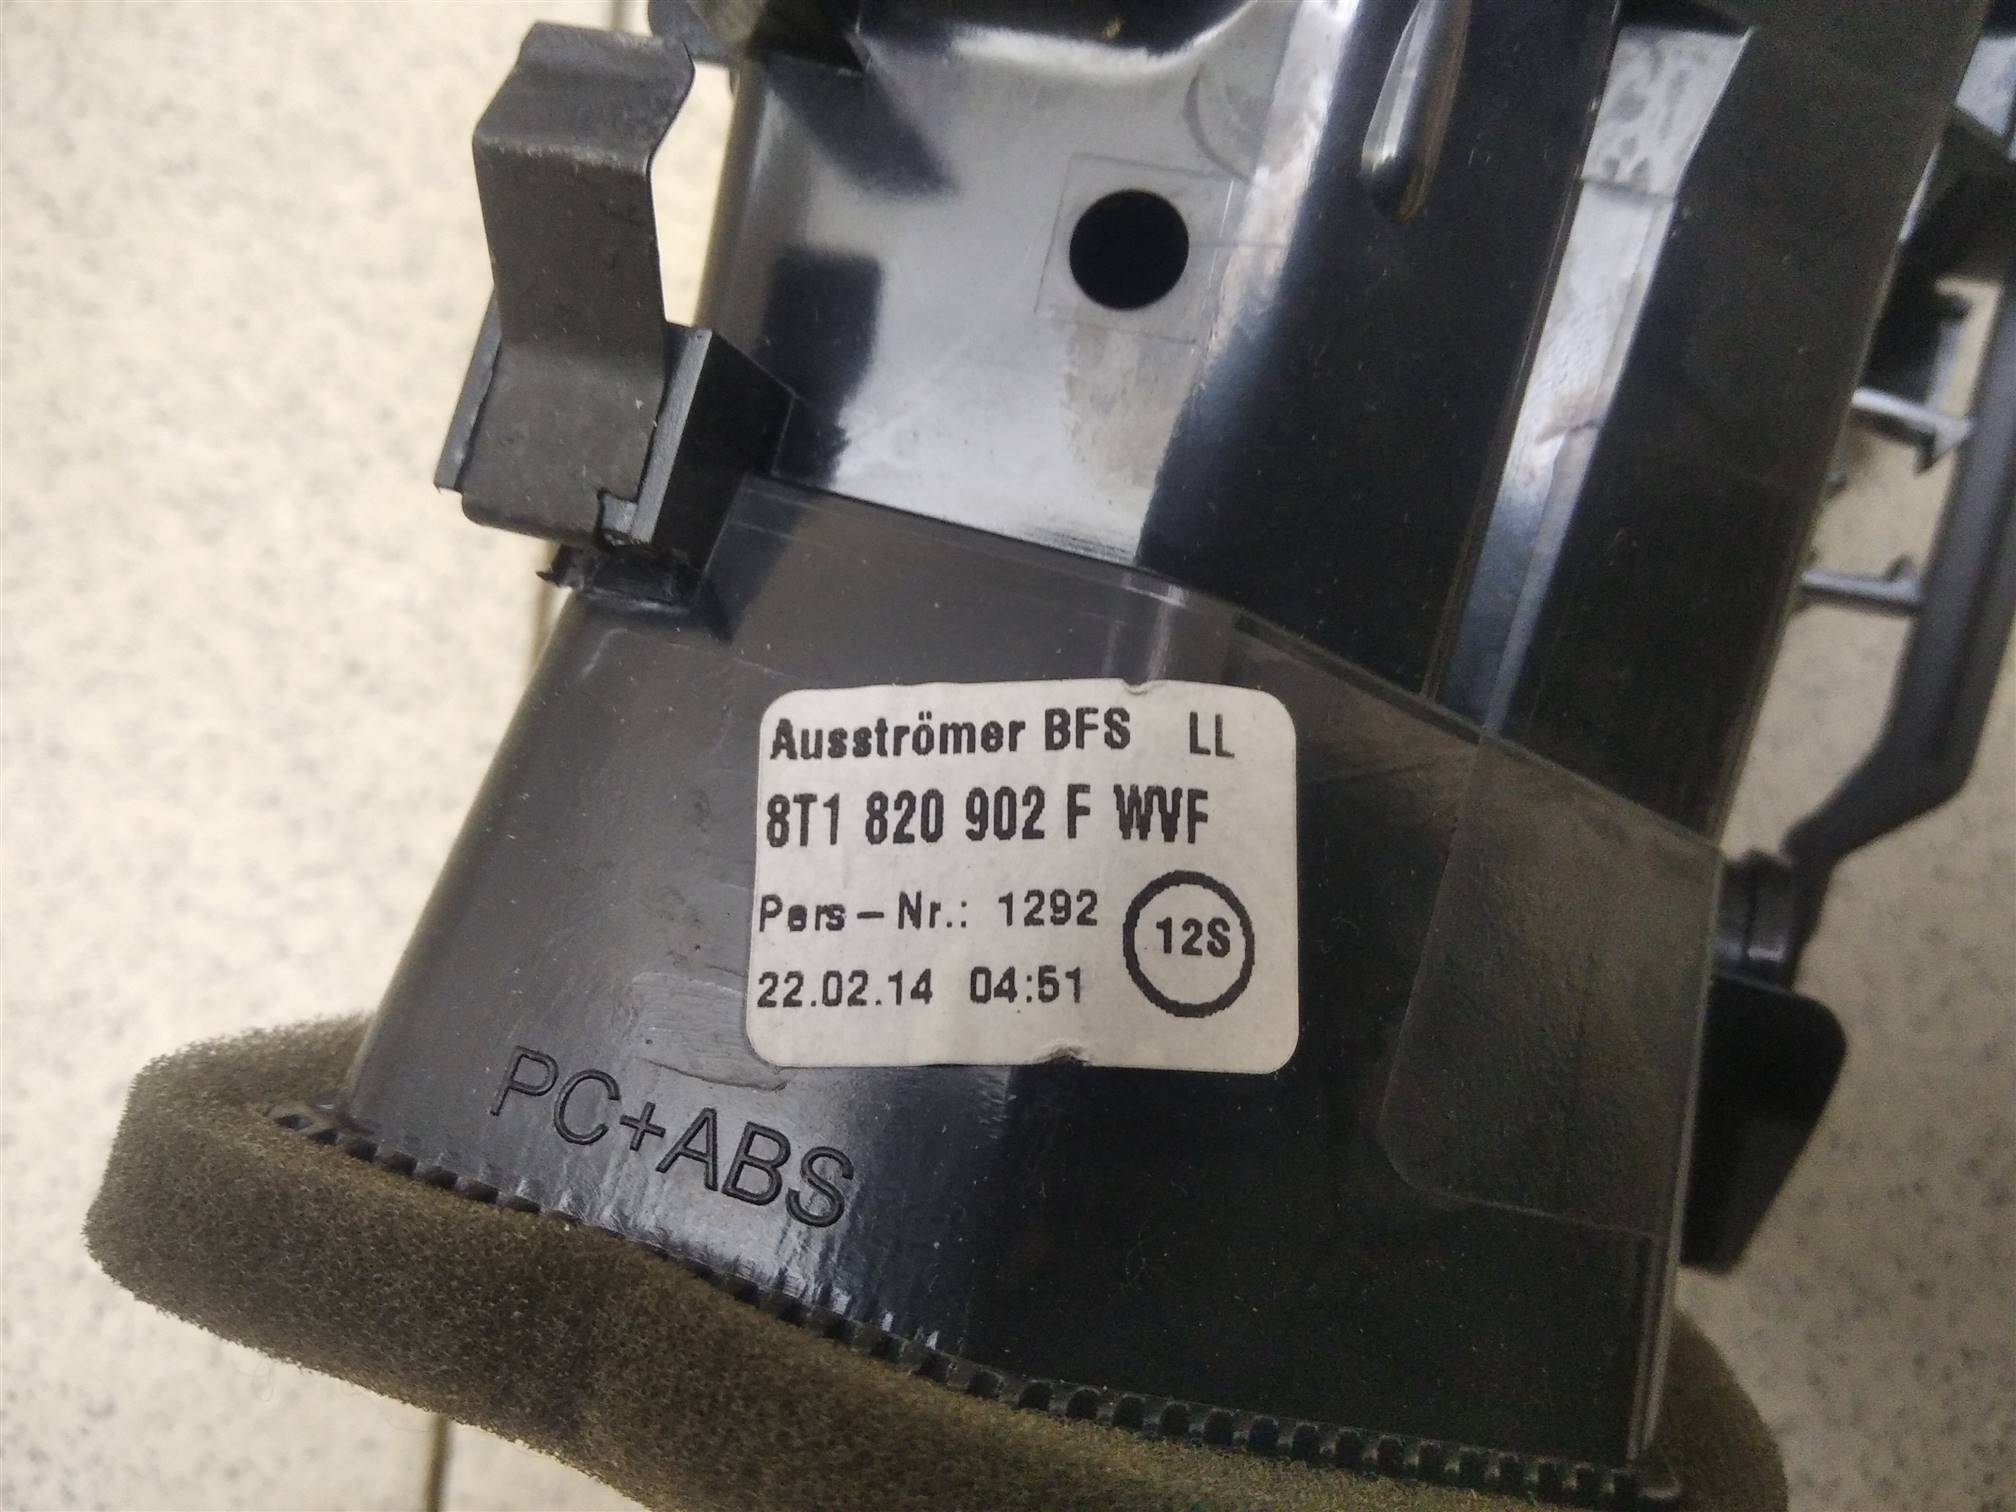 Ausströmer BFS LL
8T1 820 902 F WVF
Pers-Nr.: 1292
12S
22.02.14 04:51
PC+ABS